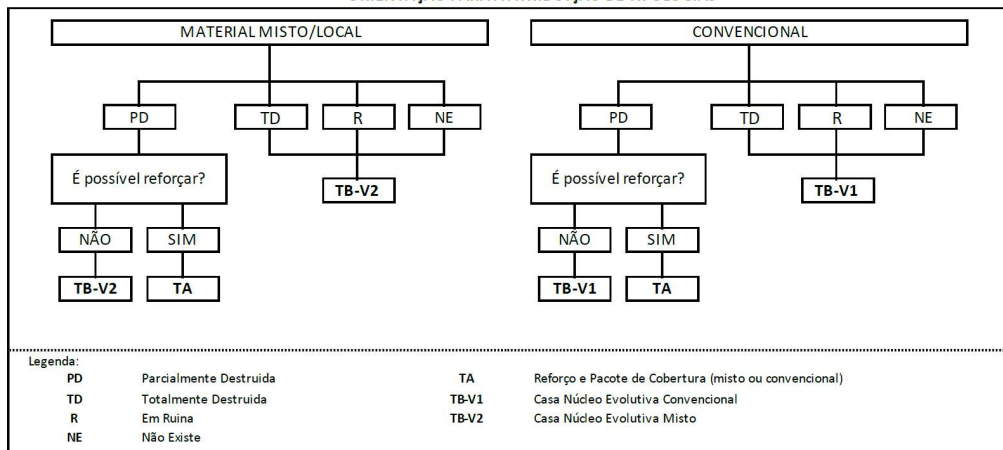 MATERIAL MISTO/LOCAL CONVENCIONAL
PD TD R NE PD TD R NE
É possível reforçar? TB-V2 É possível reforçar? TB-V1
NÃO SIM NÃO SIM
TB-V2 TA TB-V1 TA
Legenda:
PD Parcialmente Destruida TA Reforço e Pacote de Cobertura (misto ou convencional)
TD Totalmente Destruida TB-V1 Casa Núcleo Evolutiva Convencional
R Em Ruina TB-V2 Casa Núcleo Evolutiva Misto
NE Não Existe